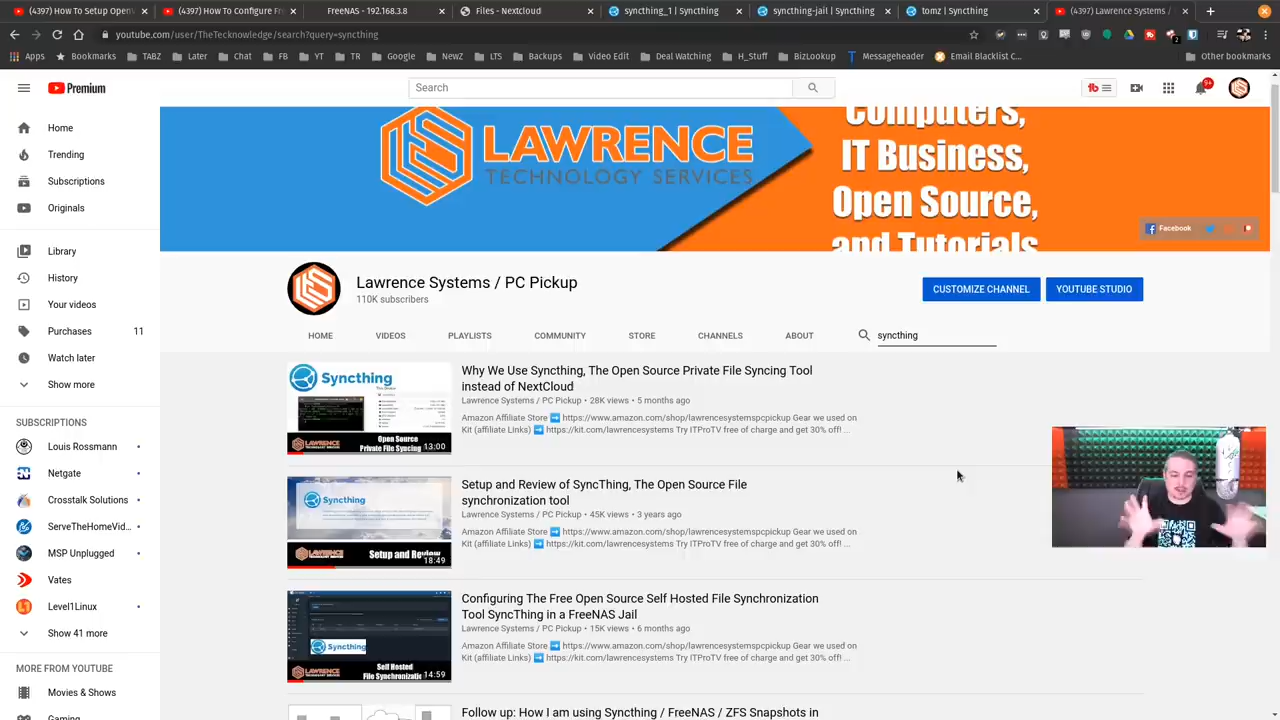 (4397) How To Setup OpenV
(4397) How To Configure Fr
FreeNAS - 192.168.3.8
Files - Nextcloud
syncthing_1 | Syncthing
syncthing-jail | Syncthing
tomz | Syncthing
(4397) Lawrence Systems /
youtube.com/user/TheTecknowledge/search?query=syncthing
Apps
Bookmarks
TABZ
Later
Chat
FB
YT
TR
Google
NewZ
LTS
Backups
Video Edit
Deal Watching
H_Stuff
BizLookup
Messageheader
Email Blacklist C...
Other bookmarks
Premium
Search
9+
Home
Trending
Subscriptions
Originals
Library
History
Your videos
Purchases 11
Watch later
Show more
SUBSCRIPTIONS
Louis Rossmann
Netgate
Crosstalk Solutions
ServeTheHomeVid...
MSP Unplugged
Vates
Level1Linux
Show 41 more
MORE FROM YOUTUBE
Movies & Shows
Gaming
LAWRENCE
TECHNOLOGY SERVICES
Computers,
IT Business,
Open Source,
and Tutorials
Facebook
Lawrence Systems / PC Pickup
110K subscribers
CUSTOMIZE CHANNEL
YOUTUBE STUDIO
HOME
VIDEOS
PLAYLISTS
COMMUNITY
STORE
CHANNELS
ABOUT
syncthing
Syncthing
Open Source
Private File Syncing
13:00
Why We Use Syncthing, The Open Source Private File Syncing Tool
instead of NextCloud
Lawrence Systems / PC Pickup • 28K views • 5 months ago
Amazon Affiliate Store ➡ https://www.amazon.com/shop/lawrencesystemspcpickup Gear we used on
Kit (affiliate Links) ➡ https://kit.com/lawrencesystems Try ITProTV free of charge and get 30% off! ...
Syncthing
Setup and Review
18:49
Setup and Review of SyncThing, The Open Source File
synchronization tool
Lawrence Systems / PC Pickup • 45K views • 3 years ago
Amazon Affiliate Store ➡ https://www.amazon.com/shop/lawrencesystemspcpickup Gear we used on
Kit (affiliate Links) ➡ https://kit.com/lawrencesystems Try ITProTV free of charge and get 30% off! ...
Syncthing
Self Hosted
File Synchronizatio
14:59
Configuring The Free Open Source Self Hosted File Synchronization
Tool SyncThing in a FreeNAS Jail
Lawrence Systems / PC Pickup • 15K views • 6 months ago
Amazon Affiliate Store ➡ https://www.amazon.com/shop/lawrencesystemspcpickup Gear we used on
Kit (affiliate Links) ➡ https://kit.com/lawrencesystems Try ITProTV free of charge and get 30% off! ...
Follow up: How I am using Syncthing / FreeNAS / ZFS Snapshots in